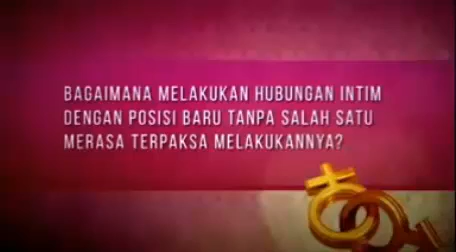 BAGAIMANA MELAKUKAN HUBUNGAN INTIM
DENGAN POSISI BARU TANPA SALAH SATU
MERASA TERPAKSA MELAKUKANNYA?